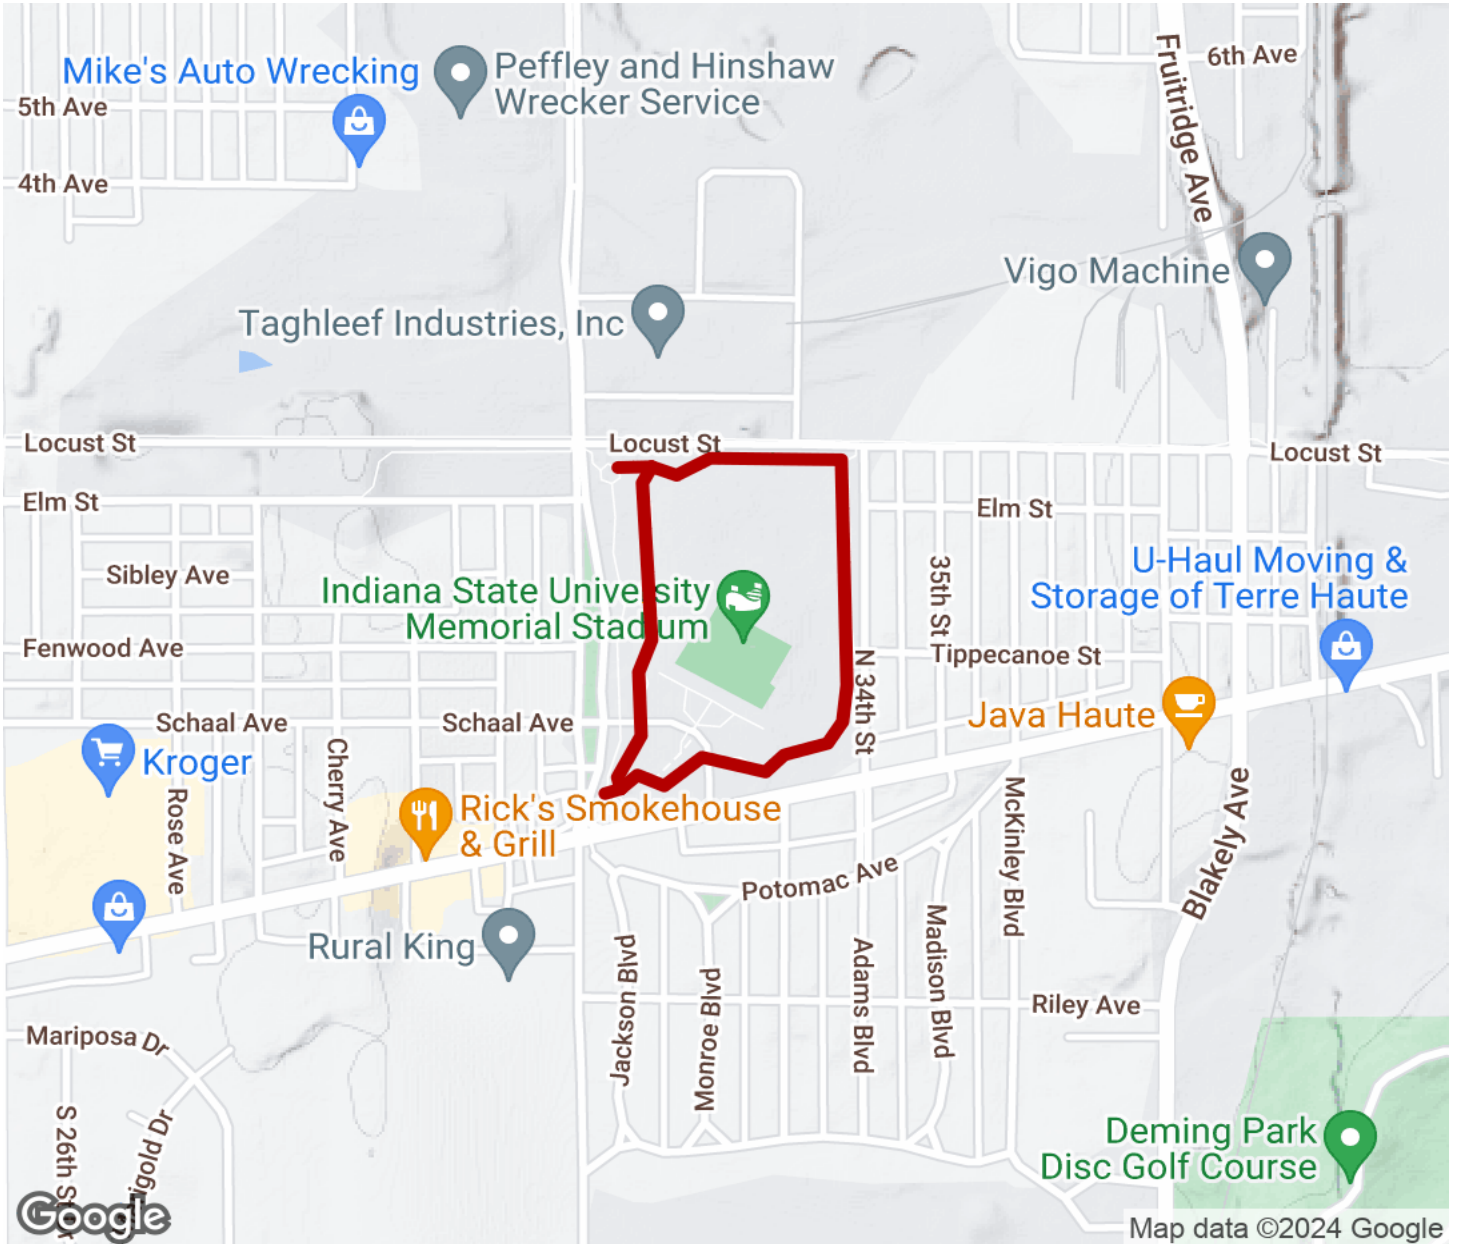 6th Ave
Fruitridge Ave
Mike's Auto Wrecking
Peffley and Hinshaw
Wrecker Service
5th Ave
4th Ave
Vigo Machine
Taghleef Industries, Inc
Locust St
Locust St
Locust St
Elm St
Elm St
Sibley Ave
35th St
U-Haul Moving &
Storage of Terre Haute
Indiana State University
Memorial Stadium
Fenwood Ave
Tippecanoe St
N 34th St
Schaal Ave
Schaal Ave
Java Haute
Kroger
Cherry Ave
Rose Ave
Rick's Smokehouse
& Grill
McKinley Blvd
Blakely Ave
Potomac Ave
Rural King
Jackson Blvd
Monroe Blvd
Adams Blvd
Madison Blvd
Riley Ave
Mariposa Dr
S 26th St
Deming Park
Disc Golf Course
Google
Map data ©2024 Google